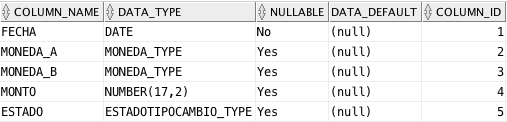 COLUMN_NAME DATA_TYPE NULLABLE DATA_DEFAULT COLUMN_ID
FECHA DATE No (null) 1
MONEDA_A MONEDA_TYPE Yes (null) 2
MONEDA_B MONEDA_TYPE Yes (null) 3
MONTO NUMBER(17,2) Yes (null) 4
ESTADO ESTADOTIPOCAMBIO_TYPE Yes (null) 5